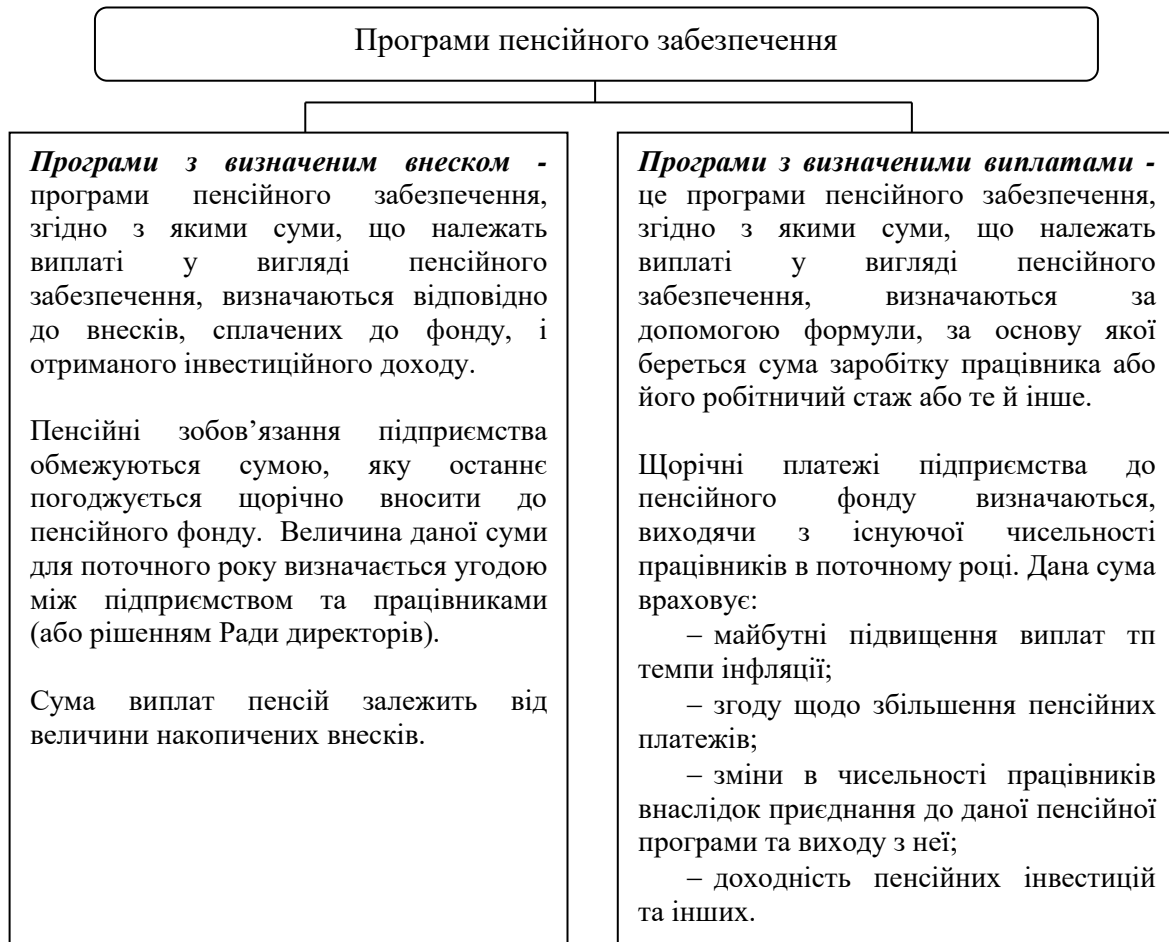 Програми пенсійного забезпечення
Програми з визначеним внеском -
програми пенсійного забезпечення,
згідно з якими суми, що належать
виплаті у вигляді пенсійного
забезпечення, визначаються відповідно
до внесків, сплачених до фонду, і
отриманого інвестиційного доходу.
Пенсійні зобов’язання підприємства
обмежуються сумою, яку останнє
погоджується щорічно вносити до
пенсійного фонду. Величина даної суми
для поточного року визначається угодою
між підприємством та працівниками
(або рішенням Ради директорів).
Сума виплат пенсій залежить від
величини накопичених внесків.
Програми з визначеними виплатами -
це програми пенсійного забезпечення,
згідно з якими суми, що належать
виплаті у вигляді пенсійного
забезпечення, визначаються за
допомогою формули, за основу якої
береться сума заробітку працівника або
його робітничий стаж або те й інше.
Щорічні платежі підприємства до
пенсійного фонду визначаються,
виходячи з існуючої чисельності
працівників в поточному році. Дана сума
враховує:
– майбутні підвищення виплат тп
темпи інфляції;
– згоду щодо збільшення пенсійних
платежів;
– зміни в чисельності працівників
внаслідок приєднання до даної пенсійної
програми та виходу з неї;
– доходність пенсійних інвестицій
та інших.